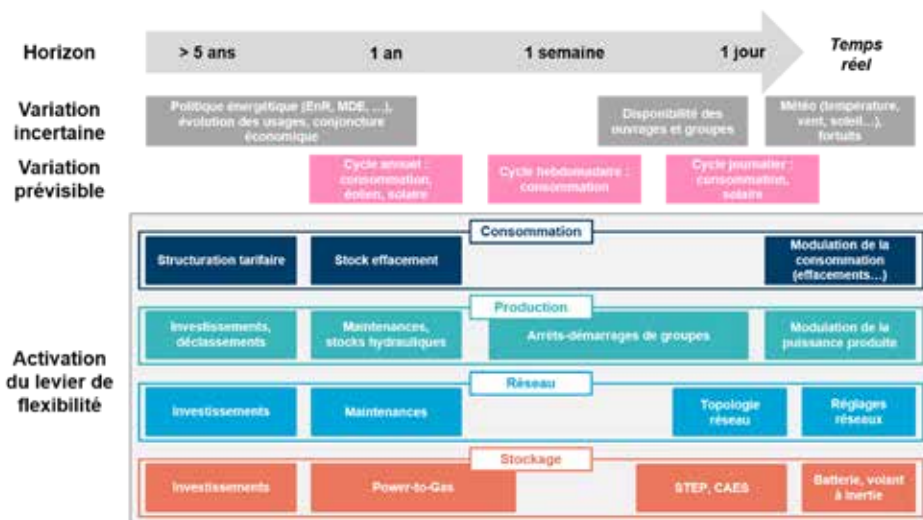 Horizon
> 5 ans
1 an
1 semaine
1 jour
Temps
réel
Variation
incertaine
Politique énergétique (EnR, MDE, ...),
évolution des usages, conjoncture
économique
Disponibilité des
ouvrages et groupes
Météo (température,
vent, soleil...),
fortuits
Variation
prévisible
Cycle annuel :
consommation,
éolien, solaire
Cycle hebdomadaire :
consommation
Cycle journalier :
consommation,
solaire
Activation
du levier de
flexibilité
Consommation
Structuration tarifaire
Stock effacement
Modulation de la
consommation
(effacements...)
Production
Investissements,
déclassements
Maintenances,
stocks hydrauliques
Arrêts-démarrages de groupes
Modulation de la
puissance produite
Réseau
Investissements
Maintenances
Topologie
réseau
Réglages
réseaux
Stockage
Investissements
Power-to-Gas
STEP, CAES
Batterie, volant
à inertie